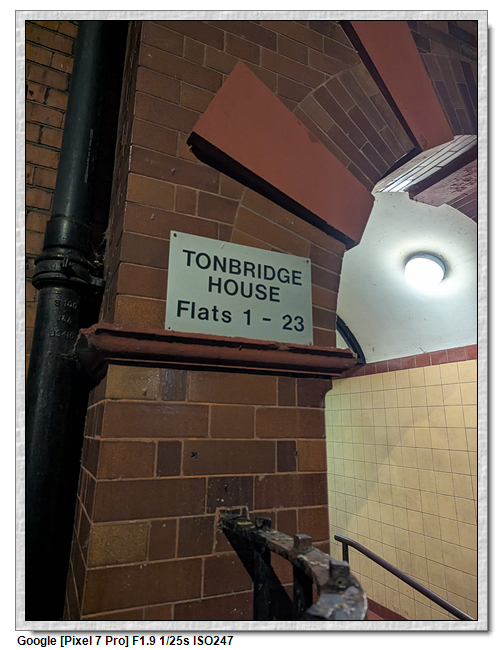 TONBRIDGE
HOUSE
Flats 1 - 23
Google [Pixel 7 Pro] F1.9 1/25s ISO247